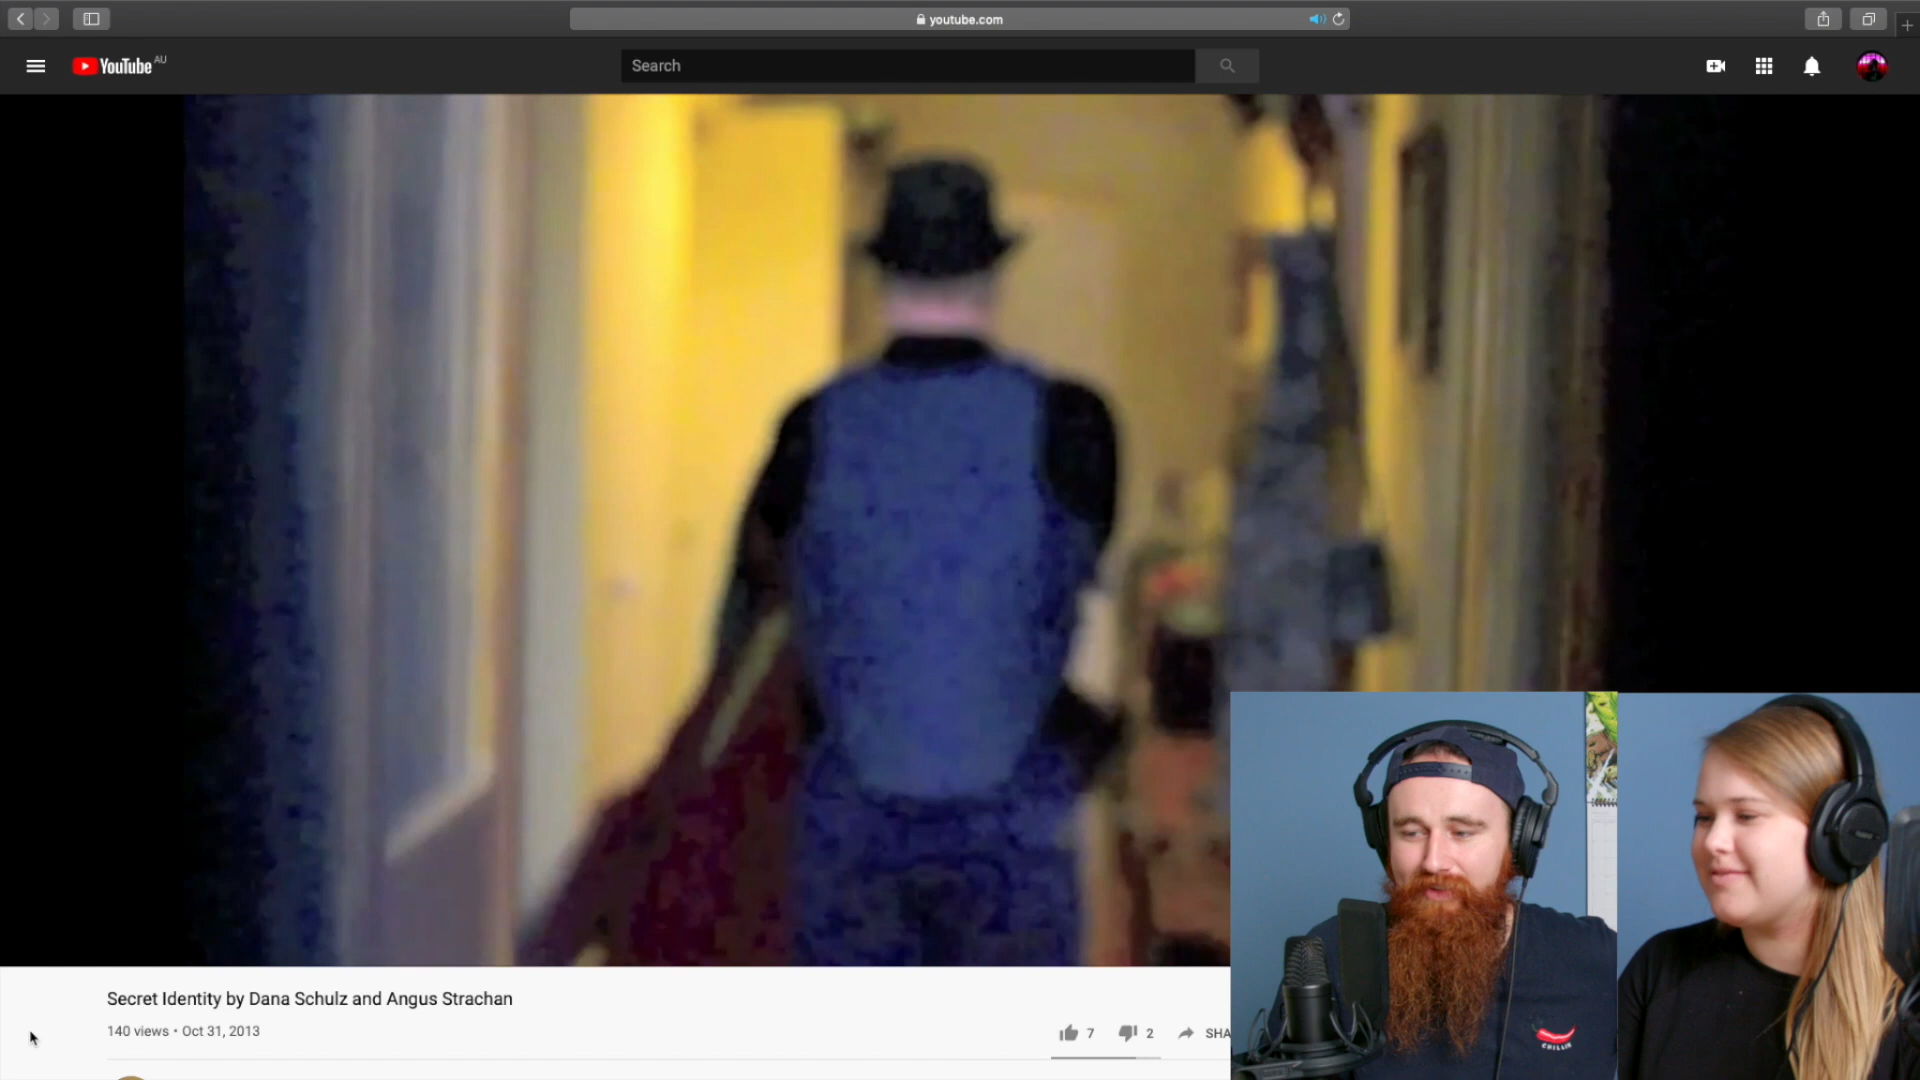 youtube.com
YouTube AU
Search
Secret Identity by Dana Schulz and Angus Strachan
140 views • Oct 31, 2013
7
2
SHA
CHILLIN